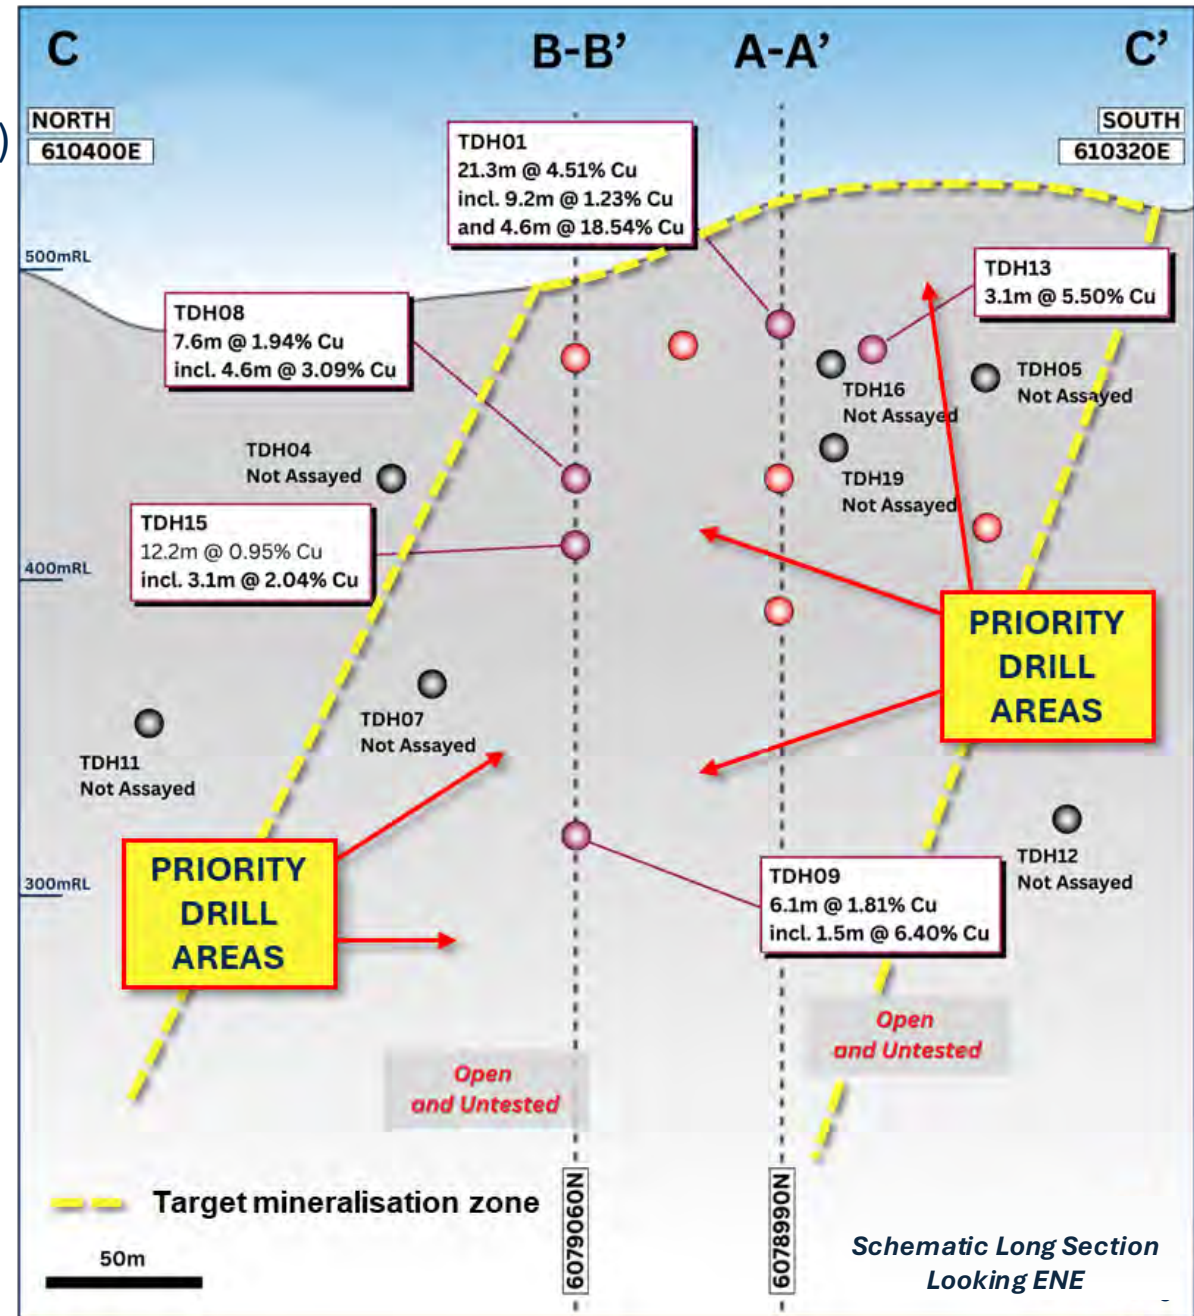 C
B-B’
A-A’
C’
)
NORTH
610400E
SOUTH
610320E
TDH01
21.3m @ 4.51% Cu
incl. 9.2m @ 1.23% Cu
and 4.6m @ 18.54% Cu
500mRL
TDH13
3.1m @ 5.50% Cu
TDH08
7.6m @ 1.94% Cu
incl. 4.6m @ 3.09% Cu
TDH16
Not Assayed
TDH05
Not Assayed
TDH04
Not Assayed
TDH19
Not Assayed
TDH15
12.2m @ 0.95% Cu
incl. 3.1m @ 2.04% Cu
400mRL
PRIORITY
DRILL
AREAS
TDH07
Not Assayed
TDH11
Not Assayed
PRIORITY
DRILL
AREAS
300mRL
TDH12
Not Assayed
TDH09
6.1m @ 1.81% Cu
incl. 1.5m @ 6.40% Cu
Open
and Untested
Open
and Untested
Target mineralisation zone
50m
6079060N
6078990N
Schematic Long Section
Looking ENE